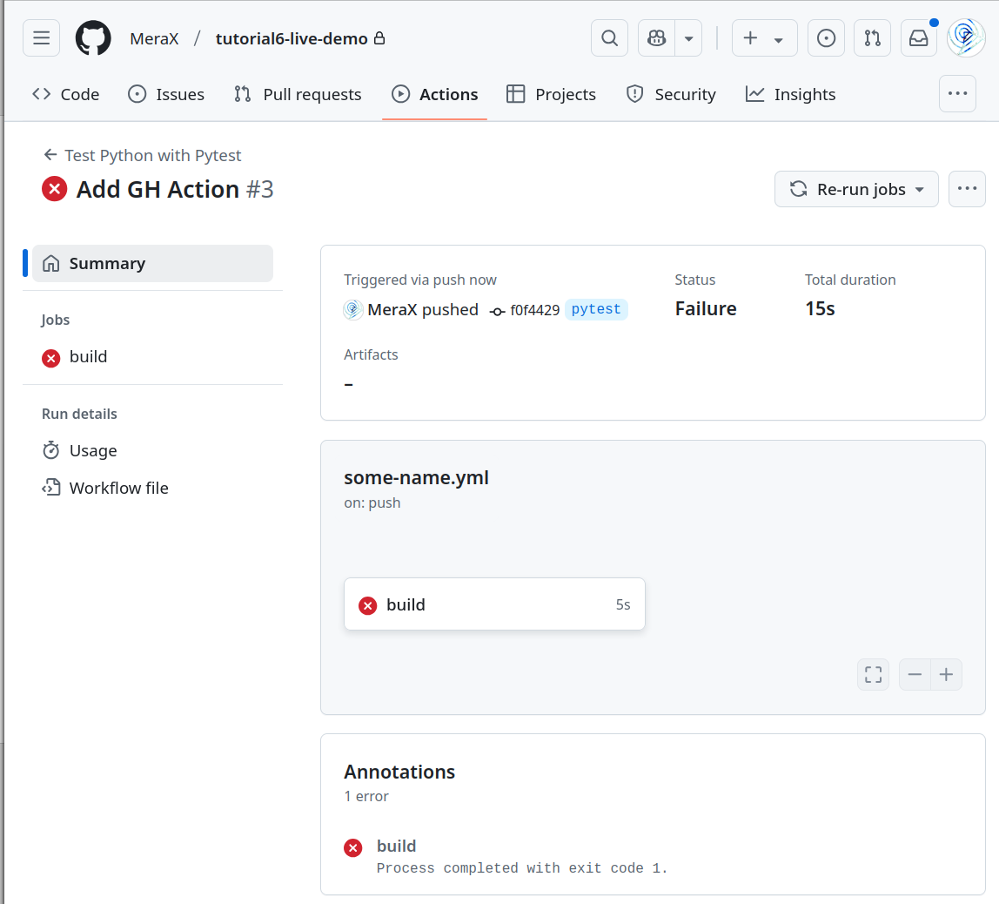 MeraX / tutorial6-live-demo
Code Issues Pull requests Actions Projects Security Insights
Test Python with Pytest
Add GH Action #3
Re-run jobs
Summary
Jobs
build
Run details
Usage
Workflow file
Triggered via push now
MeraX pushed f0f4429 pytest
Status
Failure
Total duration
15s
Artifacts
–
some-name.yml
on: push
build 5s
Annotations
1 error
build
Process completed with exit code 1.